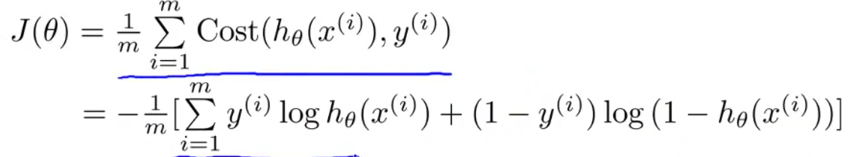 J(θ) = 1/m ∑_{i=1}^{m} Cost(h_θ(x^{(i)}), y^{(i)})
= −1/m [∑_{i=1}^{m} y^{(i)} log h_θ(x^{(i)}) + (1 − y^{(i)}) log (1 − h_θ(x^{(i)}))]